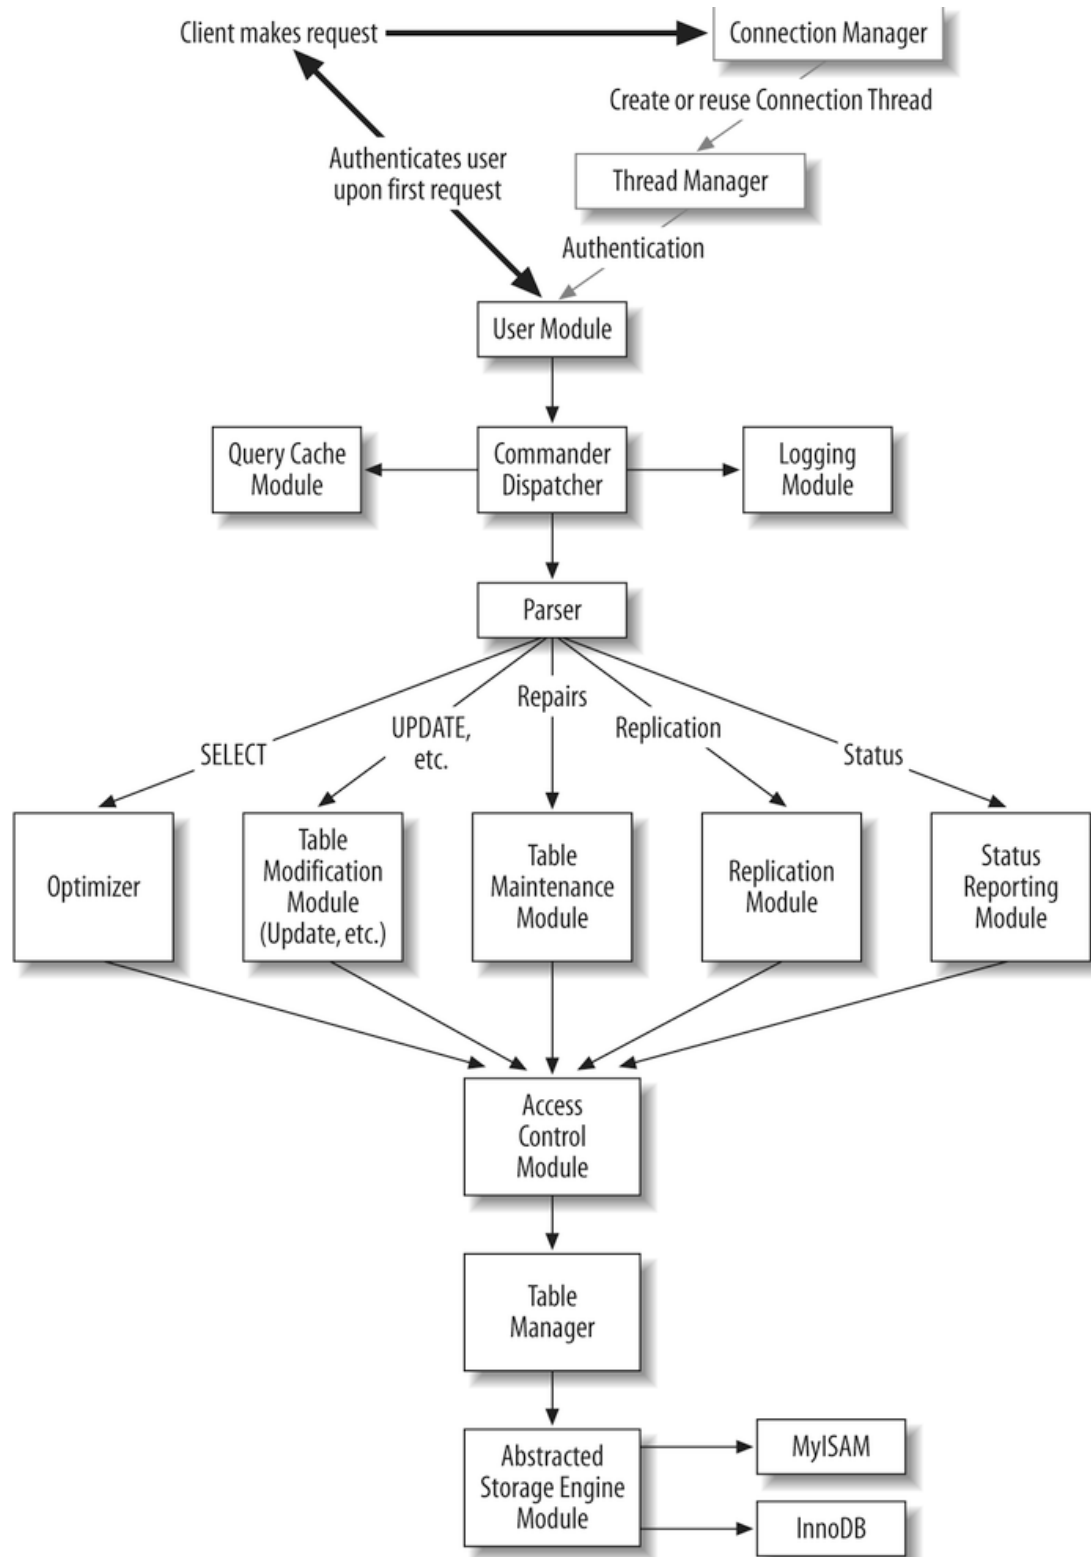 Client makes request
Connection Manager
Create or reuse Connection Thread
Authenticates user
upon first request
Thread Manager
Authentication
User Module
Query Cache
Module
Commander
Dispatcher
Logging
Module
Parser
SELECT
UPDATE,
etc.
Repairs
Replication
Status
Optimizer
Table
Modification
Module
(Update, etc.)
Table
Maintenance
Module
Replication
Module
Status
Reporting
Module
Access
Control
Module
Table
Manager
Abstracted
Storage Engine
Module
MyISAM
InnoDB